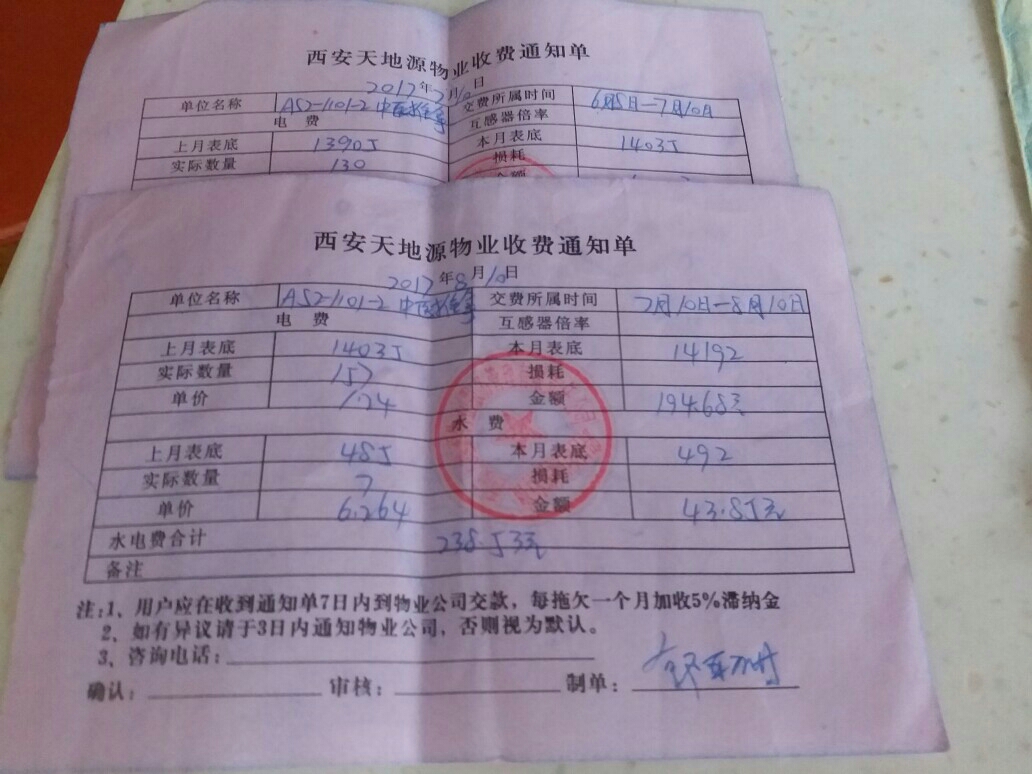 西安天地源物业收费通知单
2017年7月10日
单位名称 A52-1101-2 交费所属时间 6月5日—7月10日
电 费 互感器倍率
上月表底 13905 本月表底 14035
实际数量 130 损耗
金额
西安天地源物业收费通知单
2017年8月10日
单位名称 A52-1101-2 交费所属时间 7月10日—8月10日
电 费 互感器倍率
上月表底 14035 本月表底 14192
实际数量 157 损耗
单价 1.24 金额 194.68元
水 费
上月表底 485 本月表底 492
实际数量 7 损耗
单价 6.264 金额 43.85元
水电费合计 238.53元
备注
注:1、用户应在收到通知单7日内到物业公司交款，每拖欠一个月加收5%滞纳金
2、如有异议请于3日内通知物业公司，否则视为默认。
3、咨询电话:
确认: 审核: 制单: